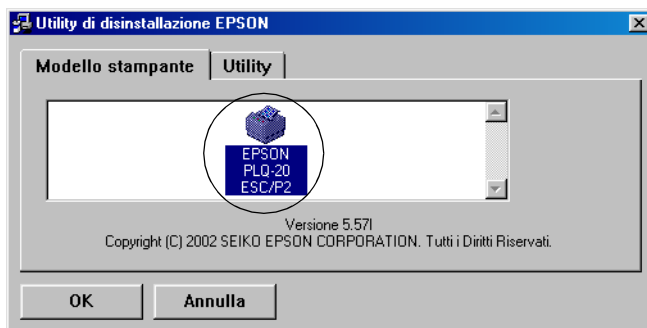 Utility di disinstallazione EPSON
Modello stampante
Utility
EPSON
PLQ-20
ESC/P2
Versione 5.57I
Copyright (C) 2002 SEIKO EPSON CORPORATION. Tutti i Diritti Riservati.
OK
Annulla